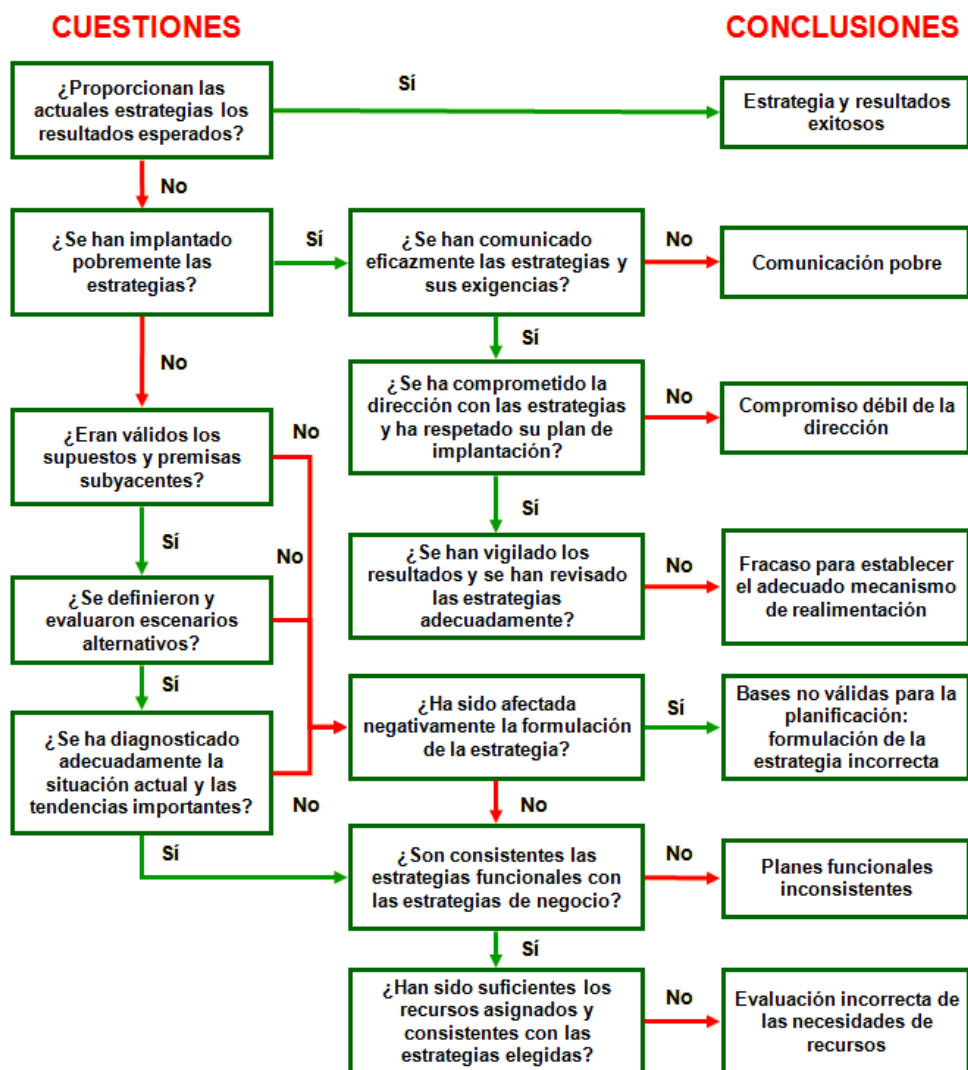 CUESTIONES
CONCLUSIONES
¿Proporcionan las
actuales estrategias los
resultados esperados?
Sí
Estrategia y resultados
exitosos
No
¿Se han implantado
pobremente las
estrategias?
Sí
¿Se han comunicado
eficazmente las estrategias y
sus exigencias?
No
Comunicación pobre
Sí
No
¿Se ha comprometido la
dirección con las estrategias
y ha respetado su plan de
implantación?
No
Compromiso débil de la
dirección
¿Eran válidos los
supuestos y premisas
subyacentes?
No
Sí
Sí
No
¿Se han vigilado los
resultados y se han revisado
las estrategias
adecuadamente?
No
Fracaso para establecer
el adecuado mecanismo
de realimentación
¿Se definieron y
evaluaron escenarios
alternativos?
Sí
¿Ha sido afectada
negativamente la formulación
de la estrategia?
Sí
Bases no válidas para la
planificación:
formulación de la
estrategia incorrecta
¿Se ha diagnosticado
adecuadamente la
situación actual y las
tendencias importantes?
No
No
Sí
¿Son consistentes las
estrategias funcionales con
las estrategias de negocio?
No
Planes funcionales
inconsistentes
Sí
¿Han sido suficientes los
recursos asignados y
consistentes con las
estrategias elegidas?
No
Evaluación incorrecta de
las necesidades de
recursos